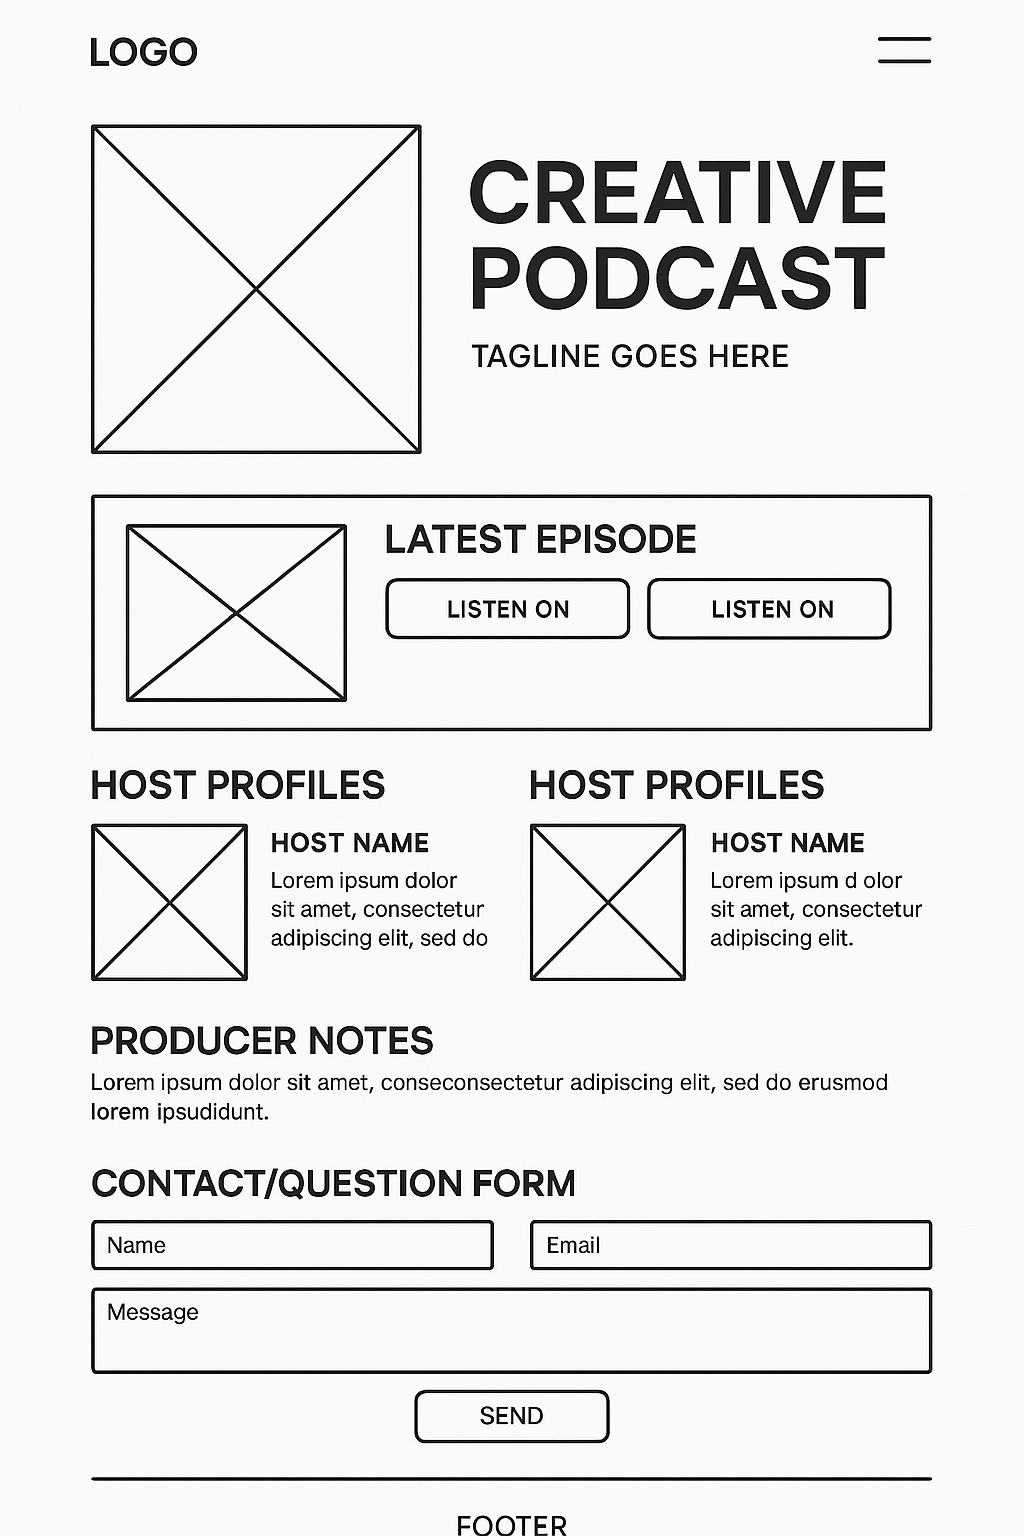 LOGO
CREATIVE
PODCAST
TAGLINE GOES HERE
LATEST EPISODE
LISTEN ON
LISTEN ON
HOST PROFILES
HOST NAME
Lorem ipsum dolor
sit amet, consectetur
adipiscing elit, sed do
HOST PROFILES
HOST NAME
Lorem ipsum d olor
sit amet, consectetur
adipiscing elit.
PRODUCER NOTES
Lorem ipsum dolor sit amet, conseconsectetur adipiscing elit, sed do erusmod
lorem ipsudidunt.
CONTACT/QUESTION FORM
Name
Email
Message
SEND
FOOTER